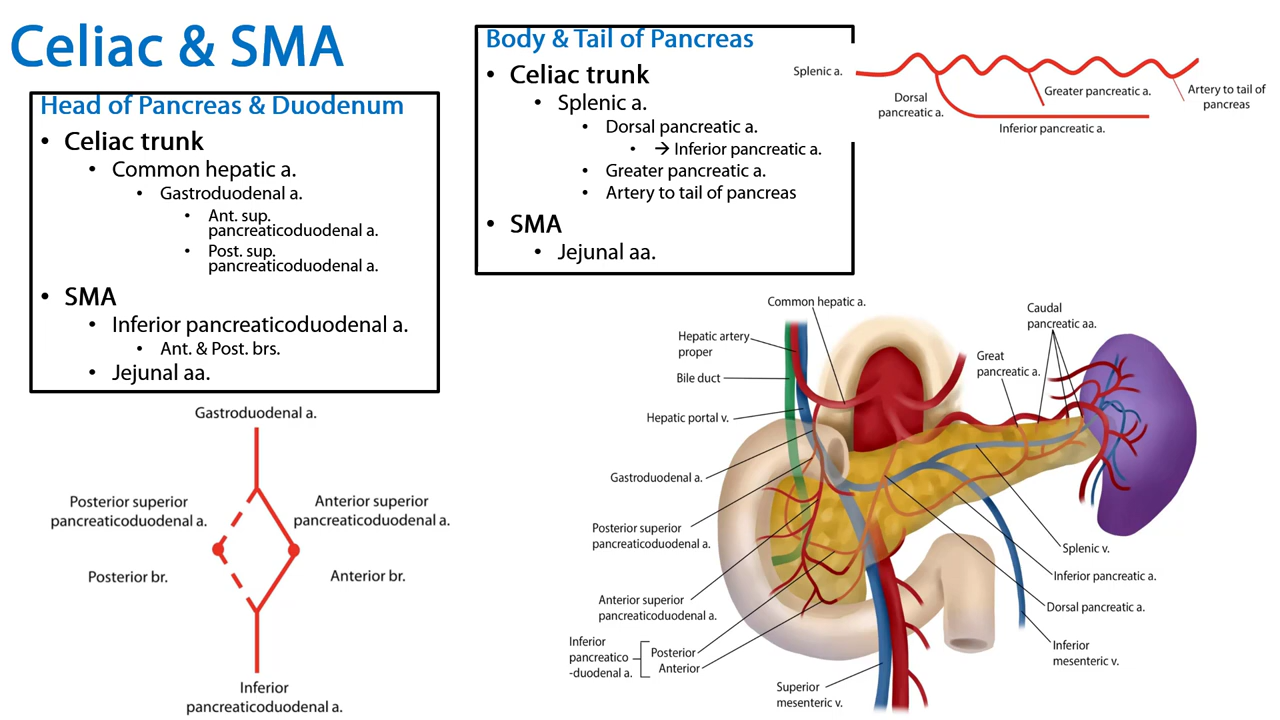 Celiac & SMA
Head of Pancreas & Duodenum
• Celiac trunk
• Common hepatic a.
• Gastroduodenal a.
• Ant. sup.
pancreaticoduodenal a.
• Post. sup.
pancreaticoduodenal a.
• SMA
• Inferior pancreaticoduodenal a.
• Ant. & Post. brs.
• Jejunal aa.
Body & Tail of Pancreas
• Celiac trunk
• Splenic a.
• Dorsal pancreatic a.
• → Inferior pancreatic a.
• Greater pancreatic a.
• Artery to tail of pancreas
• SMA
• Jejunal aa.
Splenic a.
Dorsal
pancreatic a.
Greater pancreatic a.
Inferior pancreatic a.
Artery to tail of
pancreas
Gastroduodenal a.
Posterior superior
pancreaticoduodenal a.
Anterior superior
pancreaticoduodenal a.
Posterior br.
Anterior br.
Inferior
pancreaticoduodenal a.
Common hepatic a.
Hepatic artery
proper
Bile duct
Hepatic portal v.
Gastroduodenal a.
Posterior superior
pancreaticoduodenal a.
Anterior superior
pancreaticoduodenal a.
Inferior
pancreatico
-duodenal a.
Posterior
Anterior
Superior
mesenteric v.
Caudal
pancreatic aa.
Great
pancreatic a.
Splenic v.
Inferior pancreatic a.
Dorsal pancreatic a.
Inferior
mesenteric v.